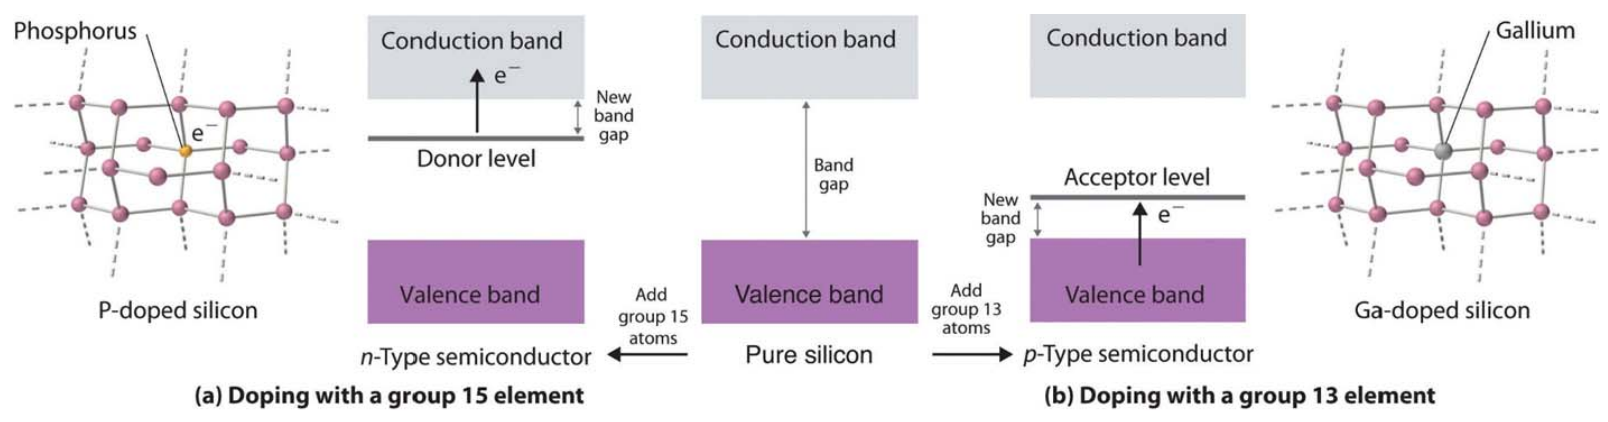 Phosphorus
e⁻
P-doped silicon
Conduction band
e⁻
New
band
gap
Donor level
Valence band
n-Type semiconductor
Add
group 15
atoms
(a) Doping with a group 15 element
Conduction band
Band
gap
Valence band
Pure silicon
Add
group 13
atoms
Conduction band
Acceptor level
New
band
gap
e⁻
Valence band
p-Type semiconductor
Gallium
Ga-doped silicon
(b) Doping with a group 13 element